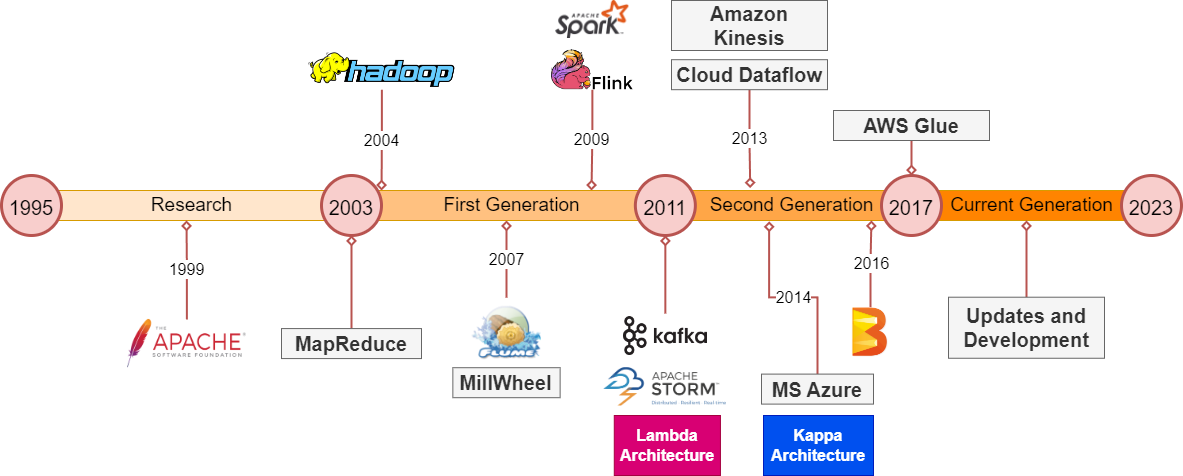 APACHE
Spark™
Amazon
Kinesis
hadoop
Flink
Cloud Dataflow
2004
2009
2013
AWS Glue
1995
Research
2003
First Generation
2011
Second Generation
2017
Current Generation
2023
1999
2007
2016
2014
THE
APACHE®
SOFTWARE FOUNDATION
MapReduce
FLUME
MillWheel
kafka
APACHE
STORM™
Distributed · Resilient · Real-time
Updates and
Development
MS Azure
Lambda
Architecture
Kappa
Architecture